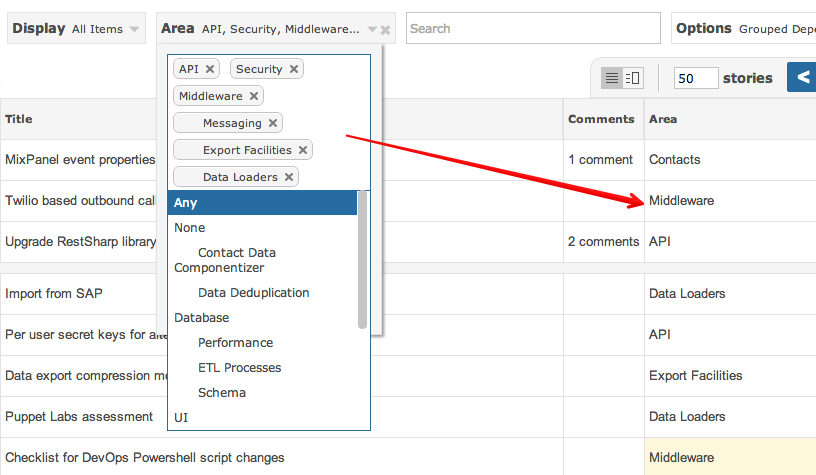 Display All Items
Area API, Security, Middleware...
Search
Options Grouped Depe
API
Security
Middleware
Messaging
Export Facilities
Data Loaders
Any
None
Contact Data
Componentizer
Data Deduplication
Database
Performance
ETL Processes
Schema
UI
50 stories
Title
Comments
Area
MixPanel event properties
1 comment
Contacts
Twilio based outbound cal
Middleware
Upgrade RestSharp library
2 comments
API
Import from SAP
Data Loaders
Per user secret keys for alte
API
Data export compression me
Export Facilities
Puppet Labs assessment
Data Loaders
Checklist for DevOps Powershell script changes
Middleware